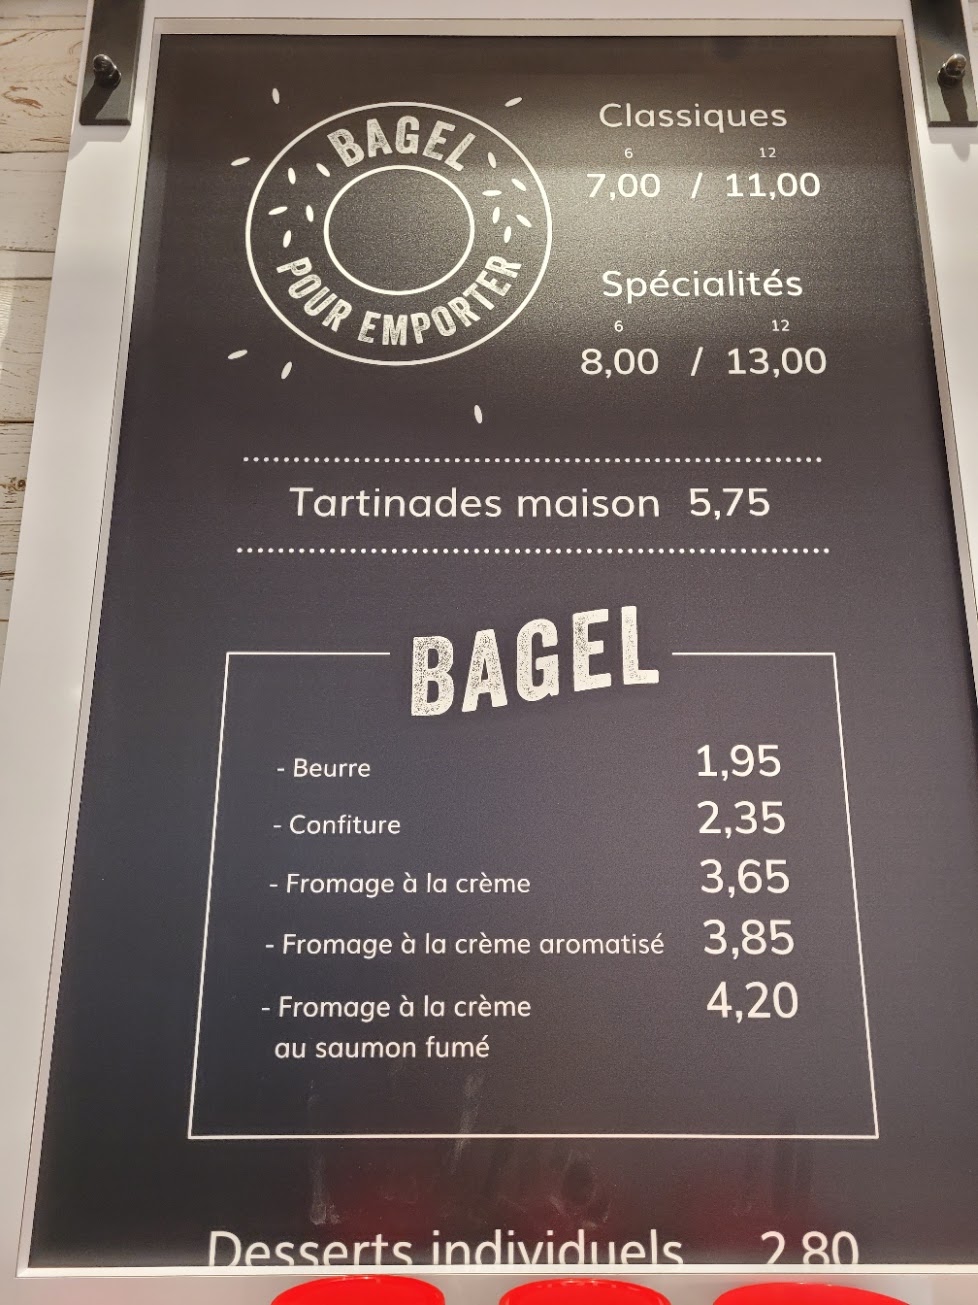 BAGEL
POUR EMPORTER
Classiques
6 12
7,00 / 11,00
Spécialités
6 12
8,00 / 13,00
Tartinades maison 5,75
BAGEL
- Beurre 1,95
- Confiture 2,35
- Fromage à la crème 3,65
- Fromage à la crème aromatisé 3,85
- Fromage à la crème 4,20
au saumon fumé
Desserts individuels 2,80